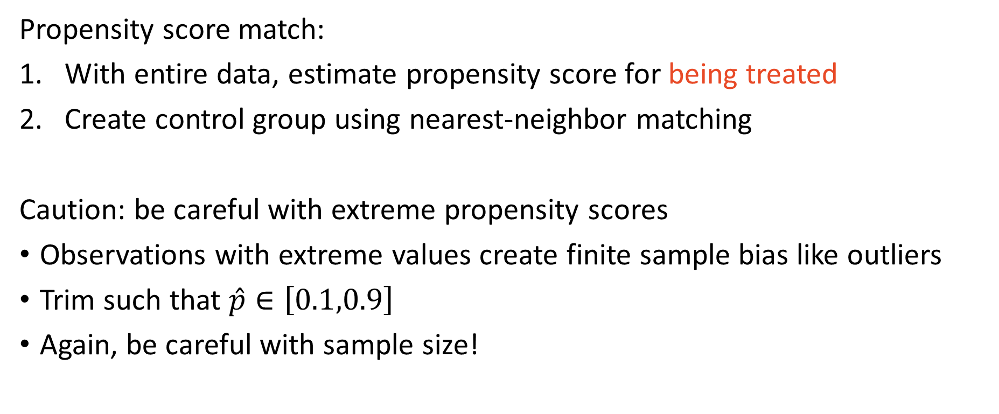 Propensity score match:
1. With entire data, estimate propensity score for being treated
2. Create control group using nearest-neighbor matching
Caution: be careful with extreme propensity scores
• Observations with extreme values create finite sample bias like outliers
• Trim such that p̂ ∈ [0.1,0.9]
• Again, be careful with sample size!